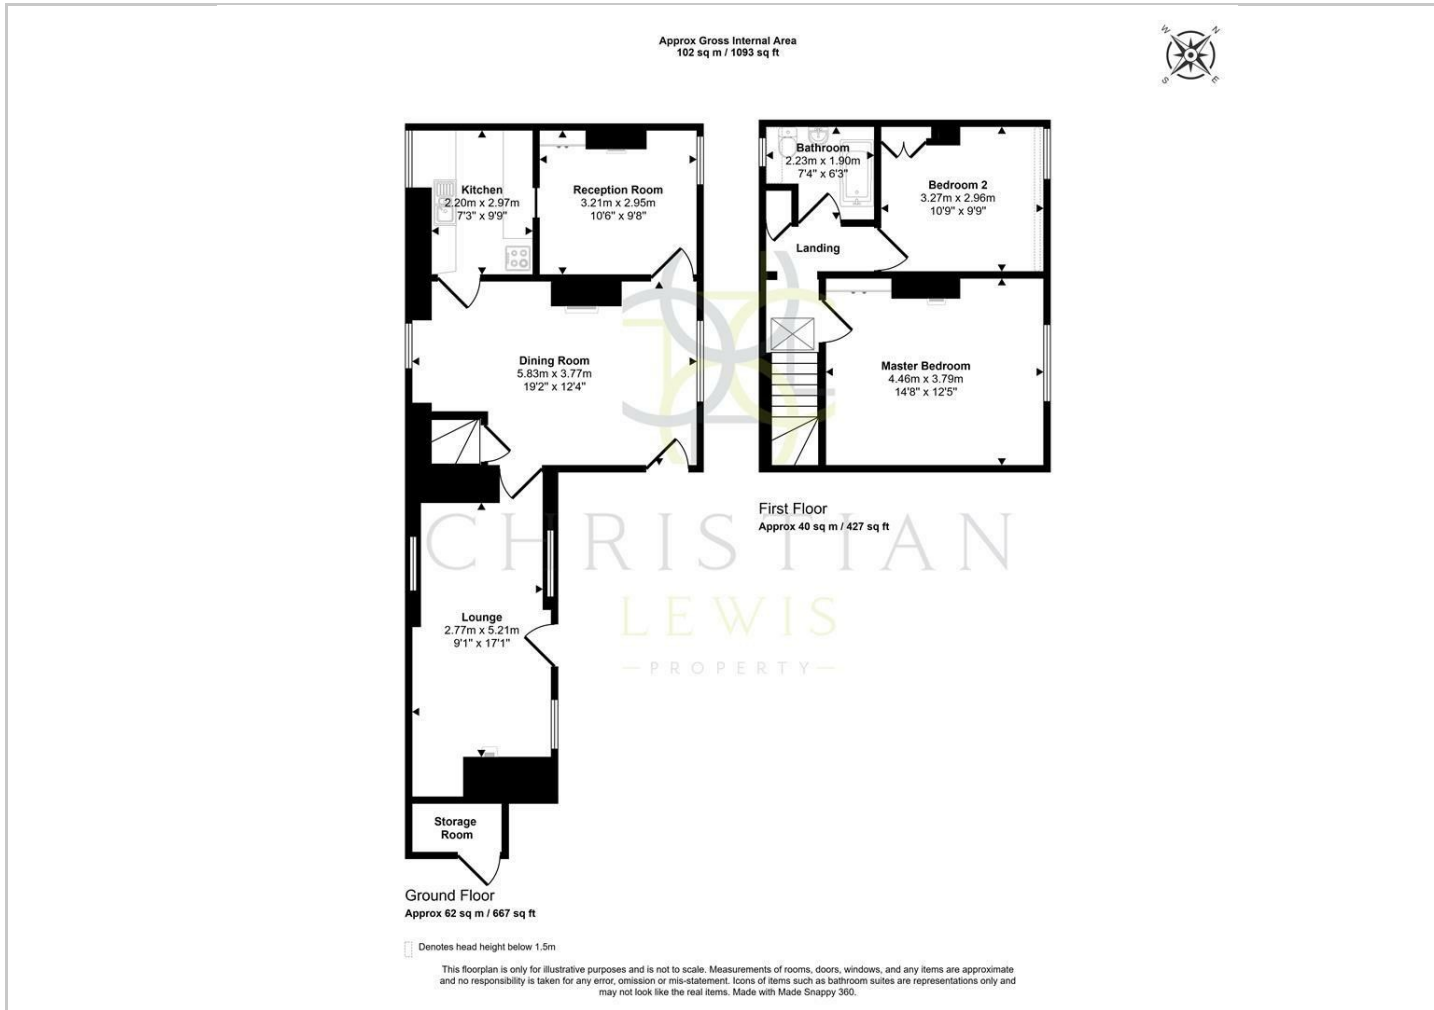 Approx Gross Internal Area
102 sq m / 1093 sq ft
W
N
S
E
Kitchen
2.20m x 2.97m
7'3" x 9'9"
Reception Room
3.21m x 2.95m
10'6" x 9'8"
Dining Room
5.83m x 3.77m
19'2" x 12'4"
Lounge
2.77m x 5.21m
9'1" x 17'1"
Storage
Room
Ground Floor
Approx 62 sq m / 667 sq ft
Bathroom
2.23m x 1.90m
7'4" x 6'3"
Bedroom 2
3.27m x 2.96m
10'9" x 9'9"
Landing
Master Bedroom
4.46m x 3.79m
14'8" x 12'5"
First Floor
Approx 40 sq m / 427 sq ft
CHRISTIAN
LEWIS
PROPERTY
Denotes head height below 1.5m
This floorplan is only for illustrative purposes and is not to scale. Measurements of rooms, doors, windows, and any items are approximate
and no responsibility is taken for any error, omission or mis-statement. Icons of items such as bathroom suites are representations only and
may not look like the real items. Made with Made Snappy 360.